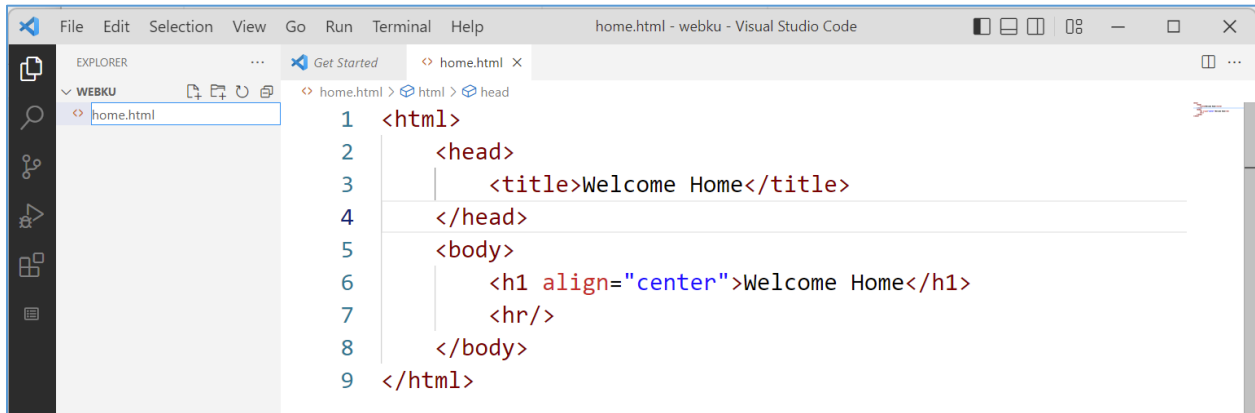 File Edit Selection View Go Run Terminal Help home.html - webku - Visual Studio Code
EXPLORER
WEBKU
home.html
Get Started home.html
home.html > html > head
1 <html>
2 <head>
3 <title>Welcome Home</title>
4 </head>
5 <body>
6 <h1 align="center">Welcome Home</h1>
7 <hr/>
8 </body>
9 </html>